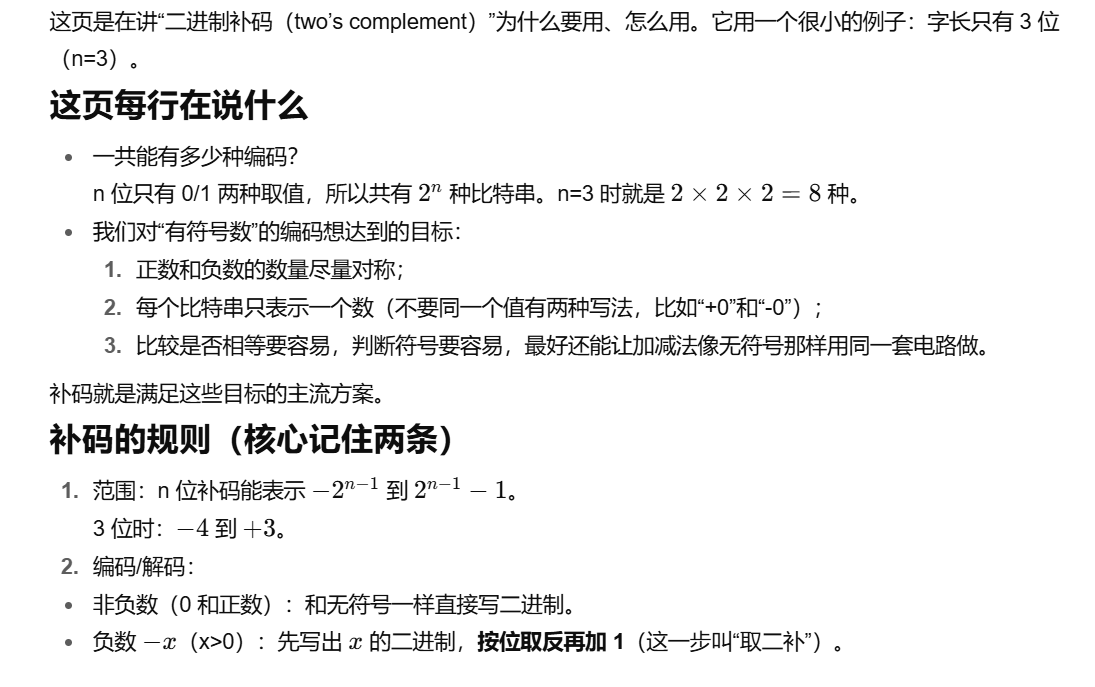 这页是在讲“二进制补码（two’s complement）”为什么要用、怎么用。它用一个很小的例子：字长只有 3 位
（n=3）。
这页每行在说什么
• 一共能有多少种编码？
n 位只有 0/1 两种取值，所以共有 2ⁿ 种比特串。n=3 时就是 2 × 2 × 2 = 8 种。
• 我们对“有符号数”的编码想达到的目标：
1. 正数和负数的数量尽量对称；
2. 每个比特串只表示一个数（不要同一个值有两种写法，比如“+0”和“-0”）；
3. 比较是否相等要容易，判断符号要容易，最好还能让加减法像无符号那样用同一套电路做。
补码就是满足这些目标的主流方案。
补码的规则（核心记住两条）
1. 范围：n 位补码能表示 −2ⁿ⁻¹ 到 2ⁿ⁻¹ − 1。
3 位时：−4 到 +3。
2. 编码/解码：
• 非负数（0 和正数）：和无符号一样直接写二进制。
• 负数 −x（x>0）：先写出 x 的二进制，按位取反再加 1（这一步叫“取二补”）。